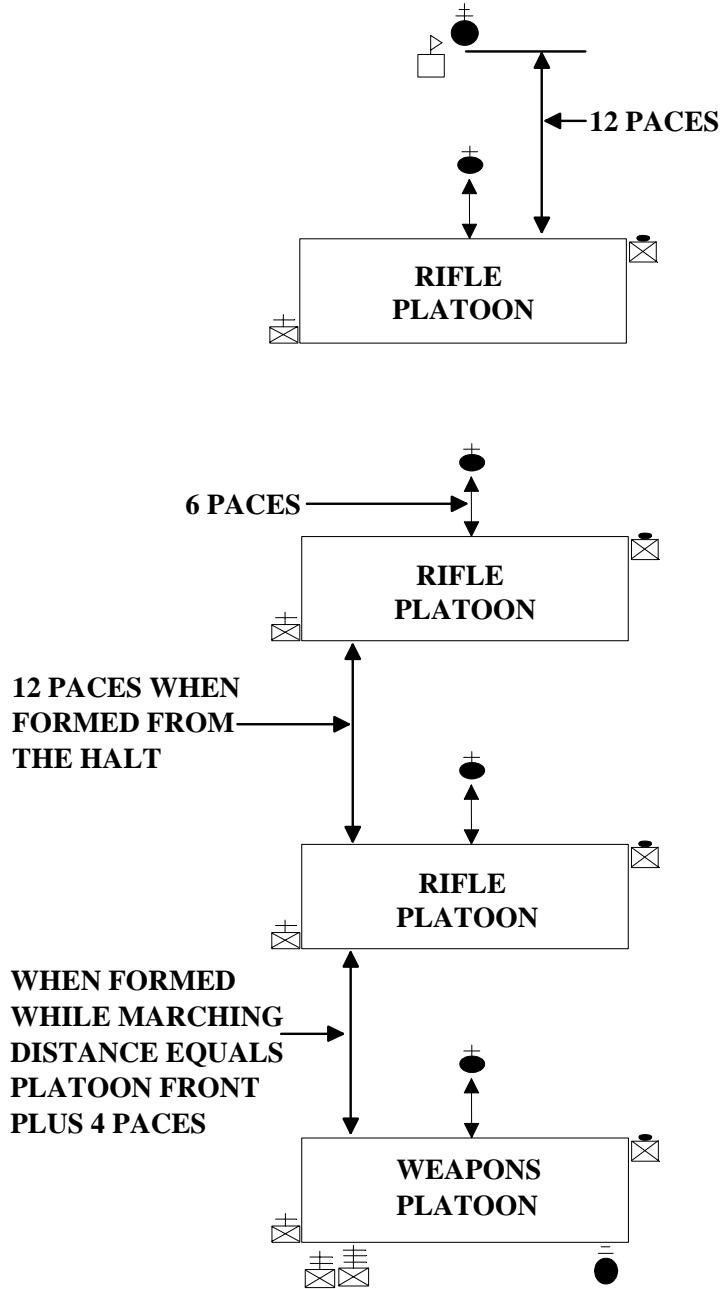 12 PACES
RIFLE
PLATOON
6 PACES
RIFLE
PLATOON
12 PACES WHEN
FORMED FROM
THE HALT
RIFLE
PLATOON
WHEN FORMED
WHILE MARCHING
DISTANCE EQUALS
PLATOON FRONT
PLUS 4 PACES
WEAPONS
PLATOON